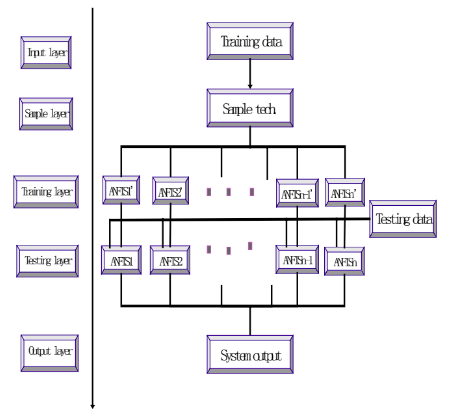 Training data
Input layer
Sample tech
Sample layer
ANFIS1' ANFIS2' ANFISn-1' ANFISn'
Training layer
Testing data
ANFIS1 ANFIS2 ANFISn-1 ANFISn
Testing layer
Output layer
System output